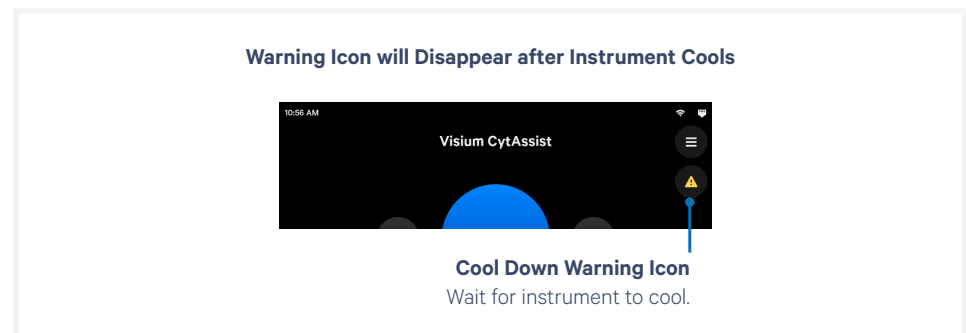 Warning Icon will Disappear after Instrument Cools
10:56 AM
Visium CytAssist
Cool Down Warning Icon
Wait for instrument to cool.